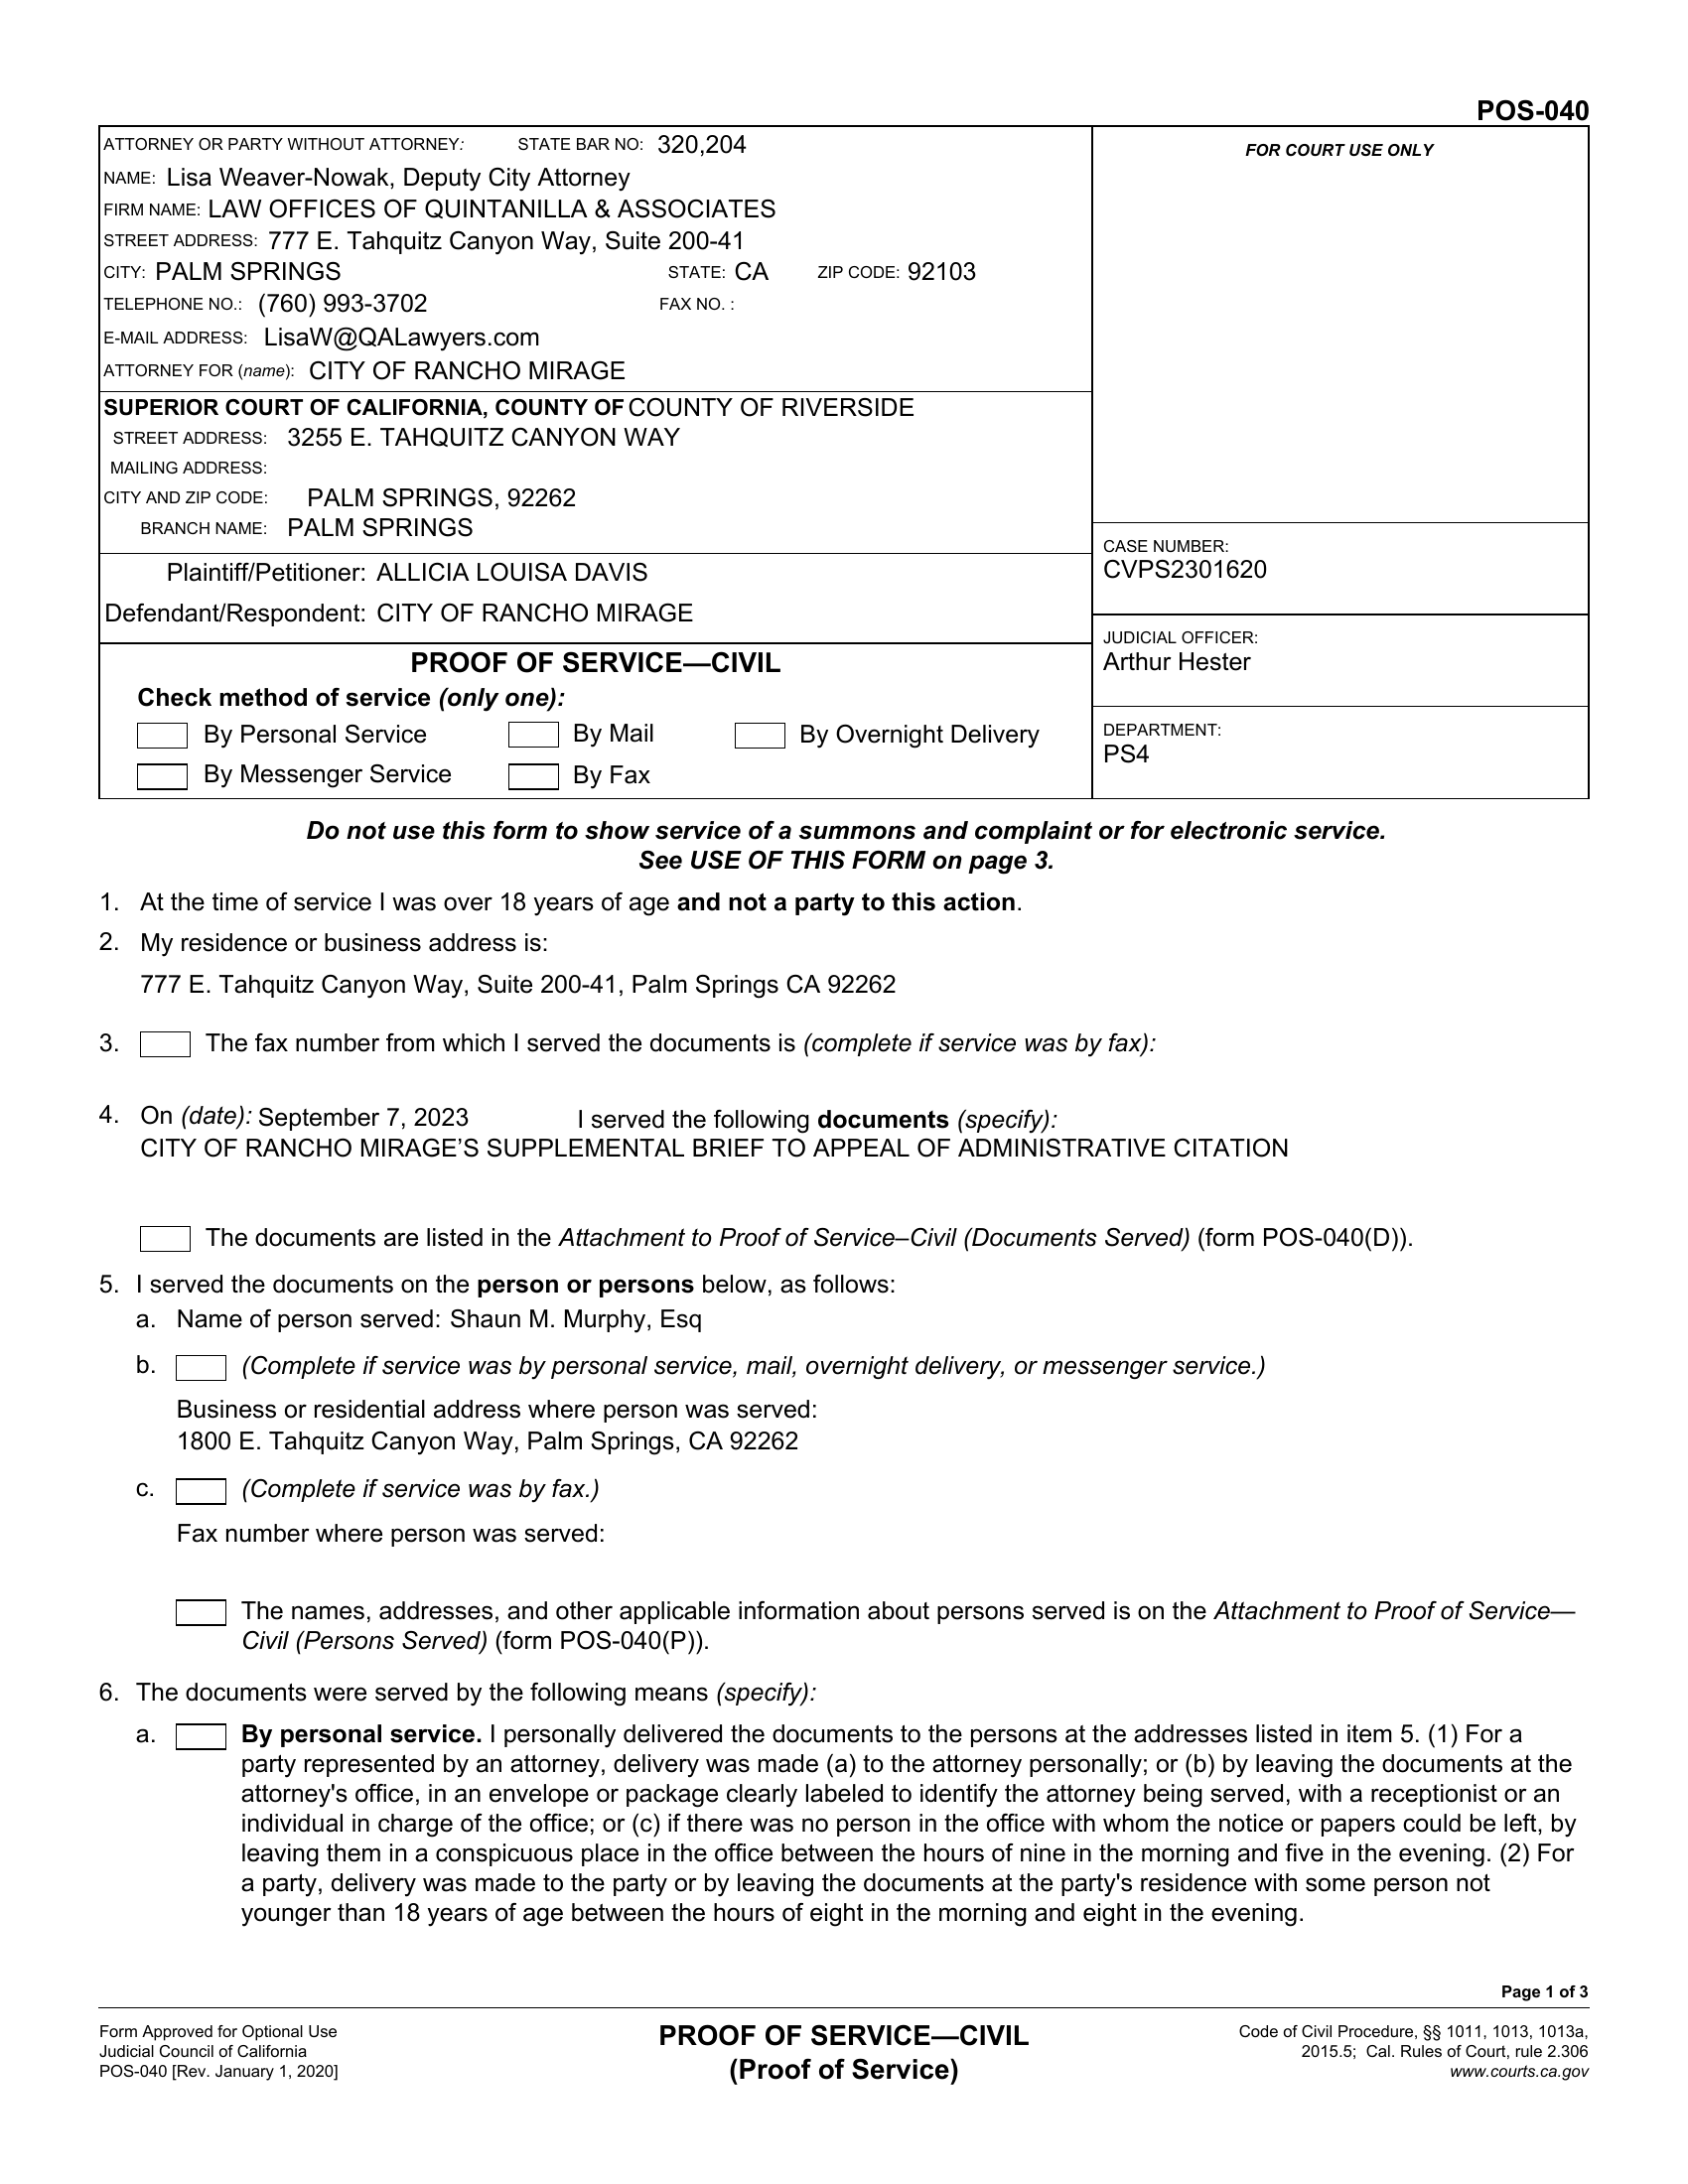 POS-040
ATTORNEY OR PARTY WITHOUT ATTORNEY: STATE BAR NO: 320,204
NAME: Lisa Weaver-Nowak, Deputy City Attorney
FIRM NAME: LAW OFFICES OF QUINTANILLA & ASSOCIATES
STREET ADDRESS: 777 E. Tahquitz Canyon Way, Suite 200-41
CITY: PALM SPRINGS STATE: CA ZIP CODE: 92103
TELEPHONE NO.: (760) 993-3702 FAX NO. :
E-MAIL ADDRESS: LisaW@QALawyers.com
ATTORNEY FOR (name): CITY OF RANCHO MIRAGE
FOR COURT USE ONLY
SUPERIOR COURT OF CALIFORNIA, COUNTY OF COUNTY OF RIVERSIDE
STREET ADDRESS: 3255 E. TAHQUITZ CANYON WAY
MAILING ADDRESS:
CITY AND ZIP CODE: PALM SPRINGS, 92262
BRANCH NAME: PALM SPRINGS
Plaintiff/Petitioner: ALLICIA LOUISA DAVIS
Defendant/Respondent: CITY OF RANCHO MIRAGE
CASE NUMBER:
CVPS2301620
PROOF OF SERVICE—CIVIL
Check method of service (only one):
By Personal Service By Mail By Overnight Delivery
By Messenger Service By Fax
JUDICIAL OFFICER:
Arthur Hester
DEPARTMENT:
PS4
Do not use this form to show service of a summons and complaint or for electronic service.
See USE OF THIS FORM on page 3.
1. At the time of service I was over 18 years of age and not a party to this action.
2. My residence or business address is:
777 E. Tahquitz Canyon Way, Suite 200-41, Palm Springs CA 92262
3. The fax number from which I served the documents is (complete if service was by fax):
4. On (date): September 7, 2023 I served the following documents (specify):
CITY OF RANCHO MIRAGE’S SUPPLEMENTAL BRIEF TO APPEAL OF ADMINISTRATIVE CITATION
The documents are listed in the Attachment to Proof of Service–Civil (Documents Served) (form POS-040(D)).
5. I served the documents on the person or persons below, as follows:
a. Name of person served: Shaun M. Murphy, Esq
b. (Complete if service was by personal service, mail, overnight delivery, or messenger service.)
Business or residential address where person was served:
1800 E. Tahquitz Canyon Way, Palm Springs, CA 92262
c. (Complete if service was by fax.)
Fax number where person was served:
The names, addresses, and other applicable information about persons served is on the Attachment to Proof of Service—
Civil (Persons Served) (form POS-040(P)).
6. The documents were served by the following means (specify):
a. By personal service. I personally delivered the documents to the persons at the addresses listed in item 5. (1) For a
party represented by an attorney, delivery was made (a) to the attorney personally; or (b) by leaving the documents at the
attorney's office, in an envelope or package clearly labeled to identify the attorney being served, with a receptionist or an
individual in charge of the office; or (c) if there was no person in the office with whom the notice or papers could be left, by
leaving them in a conspicuous place in the office between the hours of nine in the morning and five in the evening. (2) For
a party, delivery was made to the party or by leaving the documents at the party's residence with some person not
younger than 18 years of age between the hours of eight in the morning and eight in the evening.
Page 1 of 3
Form Approved for Optional Use
Judicial Council of California
POS-040 [Rev. January 1, 2020]
PROOF OF SERVICE—CIVIL
(Proof of Service)
Code of Civil Procedure, §§ 1011, 1013, 1013a,
2015.5; Cal. Rules of Court, rule 2.306
www.courts.ca.gov